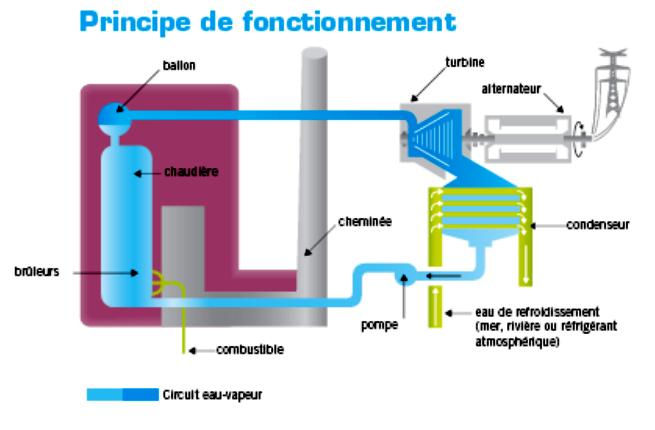 Principe de fonctionnement
ballon
turbine
alternateur
chaudière
cheminée
condenseur
brûleurs
pompe
eau de refroidissement
(mer, rivière ou réfrigérant
atmosphérique)
combustible
Circuit eau-vapeur